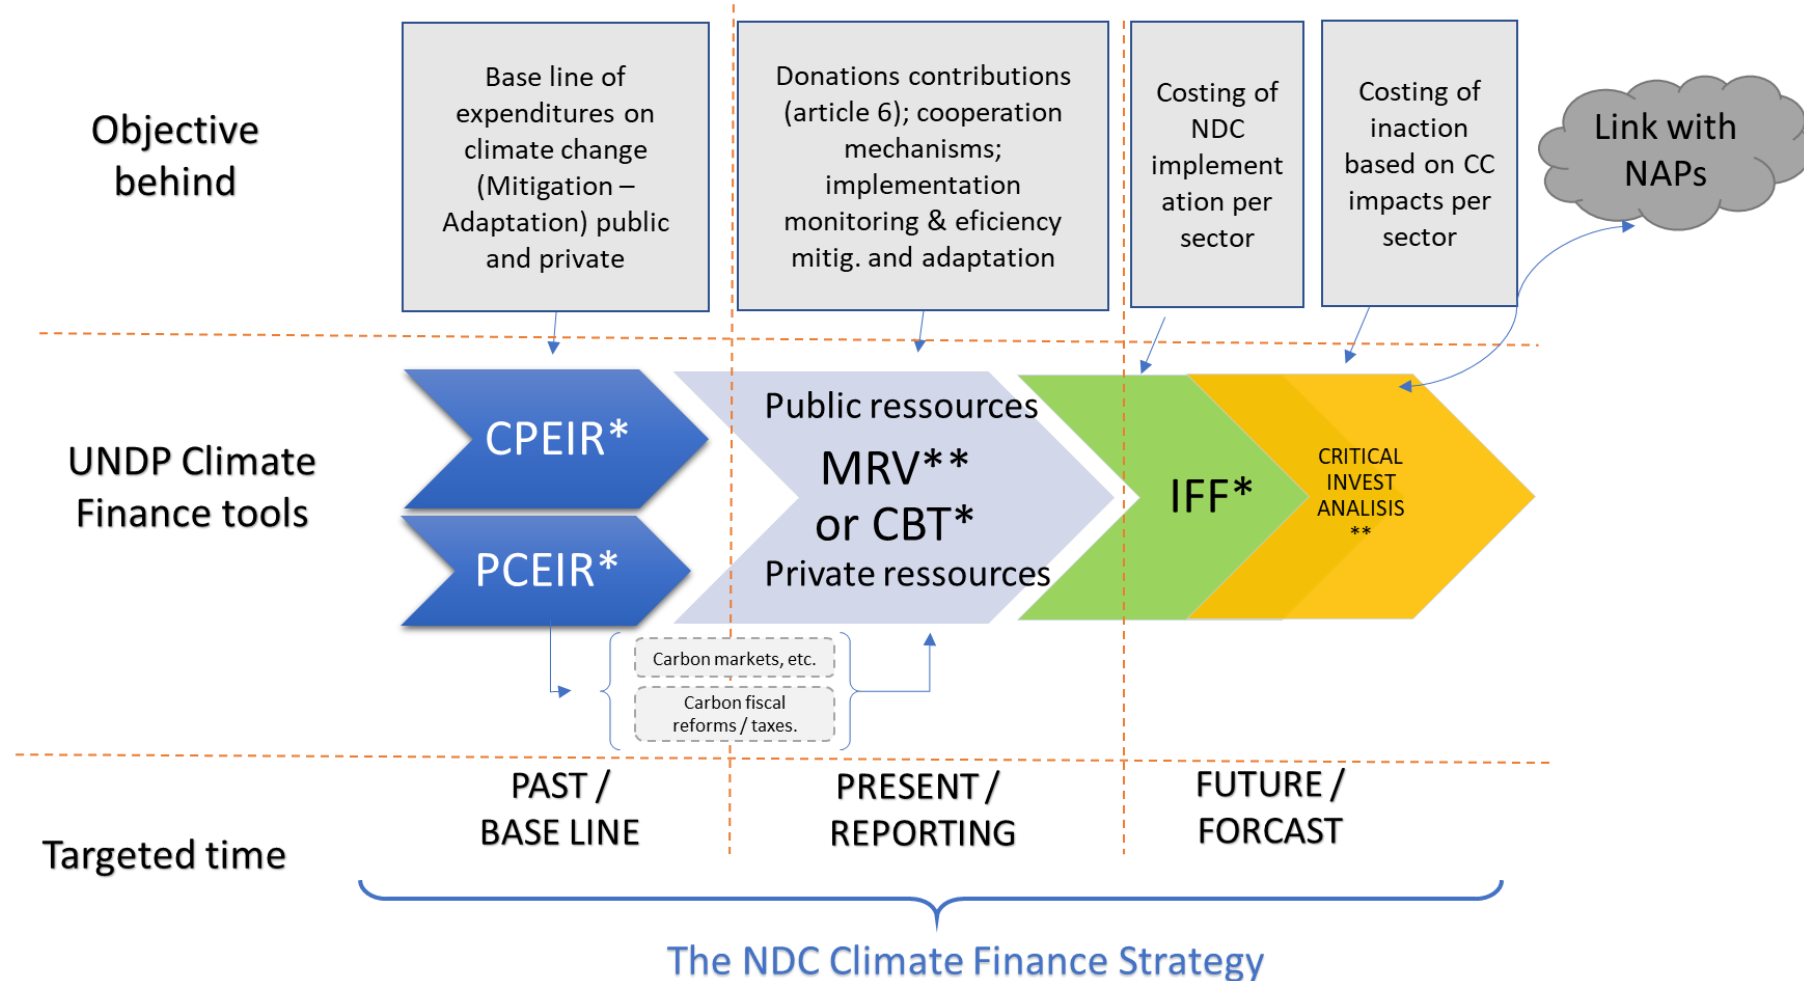 Objective
behind
Base line of
expenditures on
climate change
(Mitigation –
Adaptation) public
and private
Donations contributions
(article 6); cooperation
mechanisms;
implementation
monitoring & eficiency
mitig. and adaptation
Costing of
NDC
implement
ation per
sector
Costing of
inaction
based on CC
impacts per
sector
Link with
NAPs
UNDP Climate
Finance tools
CPEIR*
PCEIR*
Public ressources
MRV**
or CBT*
Private ressources
IFF*
CRITICAL
INVEST
ANALISIS
**
Carbon markets, etc.
Carbon fiscal
reforms / taxes.
Targeted time
PAST /
BASE LINE
PRESENT /
REPORTING
FUTURE /
FORCAST
The NDC Climate Finance Strategy